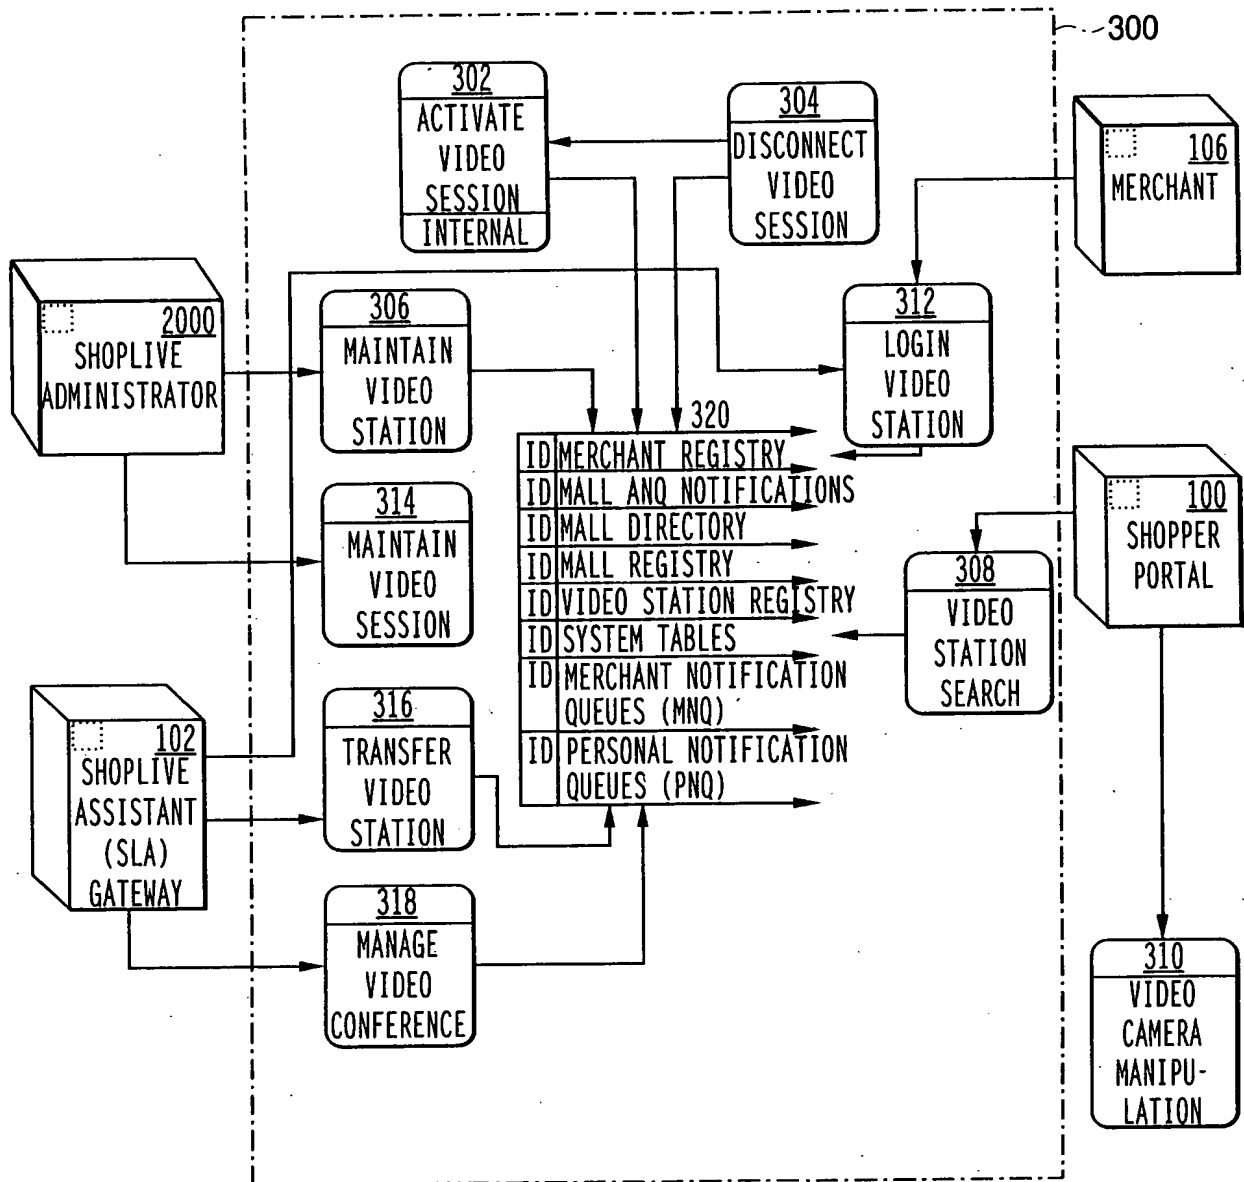 300
302
ACTIVATE
VIDEO
SESSION
INTERNAL
304
DISCONNECT
VIDEO
SESSION
106
MERCHANT
2000
SHOPLIVE
ADMINISTRATOR
306
MAINTAIN
VIDEO
STATION
312
LOGIN
VIDEO
STATION
320
ID MERCHANT REGISTRY
ID MALL ANQ NOTIFICATIONS
ID MALL DIRECTORY
ID MALL REGISTRY
ID VIDEO STATION REGISTRY
ID SYSTEM TABLES
ID MERCHANT NOTIFICATION
QUEUES (MNQ)
ID PERSONAL NOTIFICATION
QUEUES (PNQ)
314
MAINTAIN
VIDEO
SESSION
100
SHOPPER
PORTAL
308
VIDEO
STATION
SEARCH
102
SHOPLIVE
ASSISTANT
(SLA)
GATEWAY
316
TRANSFER
VIDEO
STATION
318
MANAGE
VIDEO
CONFERENCE
310
VIDEO
CAMERA
MANIPU-
LATION